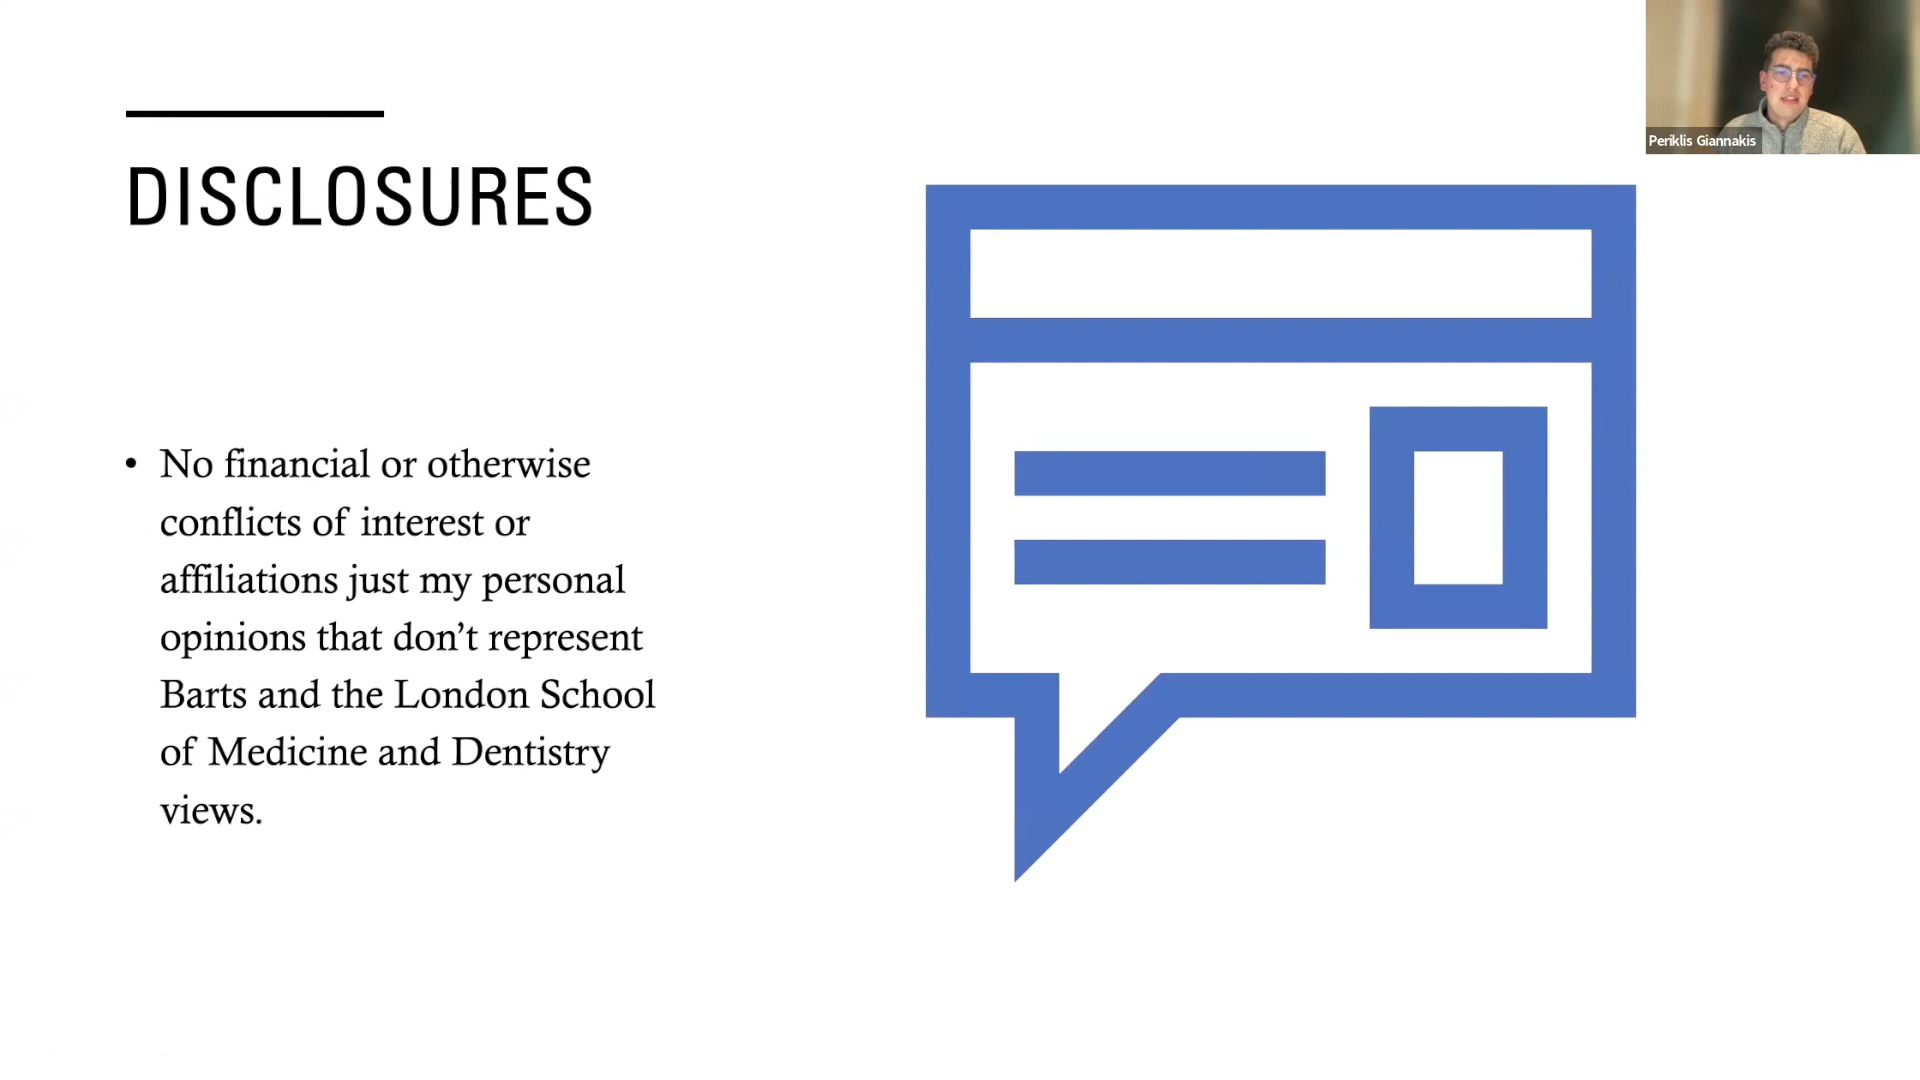 DISCLOSURES
• No financial or otherwise
conflicts of interest or
affiliations just my personal
opinions that don’t represent
Barts and the London School
of Medicine and Dentistry
views.
Periklis Giannakis